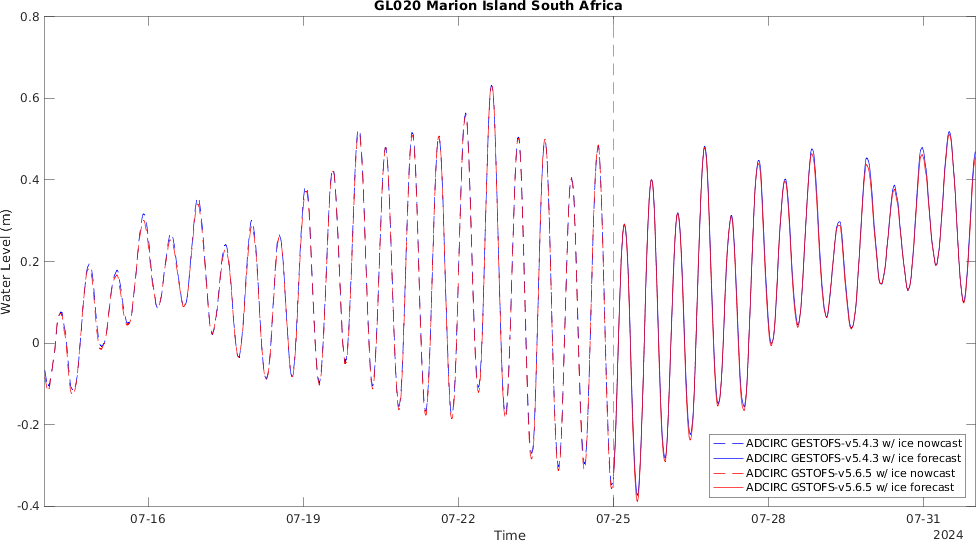 GL020 Marion Island South Africa
Water Level (m)
0.8
0.6
0.4
0.2
0
-0.2
-0.4
07-16
07-19
07-22
07-25
07-28
07-31
Time
2024
ADCIRC GESTOFS-v5.4.3 w/ ice nowcast
ADCIRC GESTOFS-v5.4.3 w/ ice forecast
ADCIRC GSTOFS-v5.6.5 w/ ice nowcast
ADCIRC GSTOFS-v5.6.5 w/ ice forecast